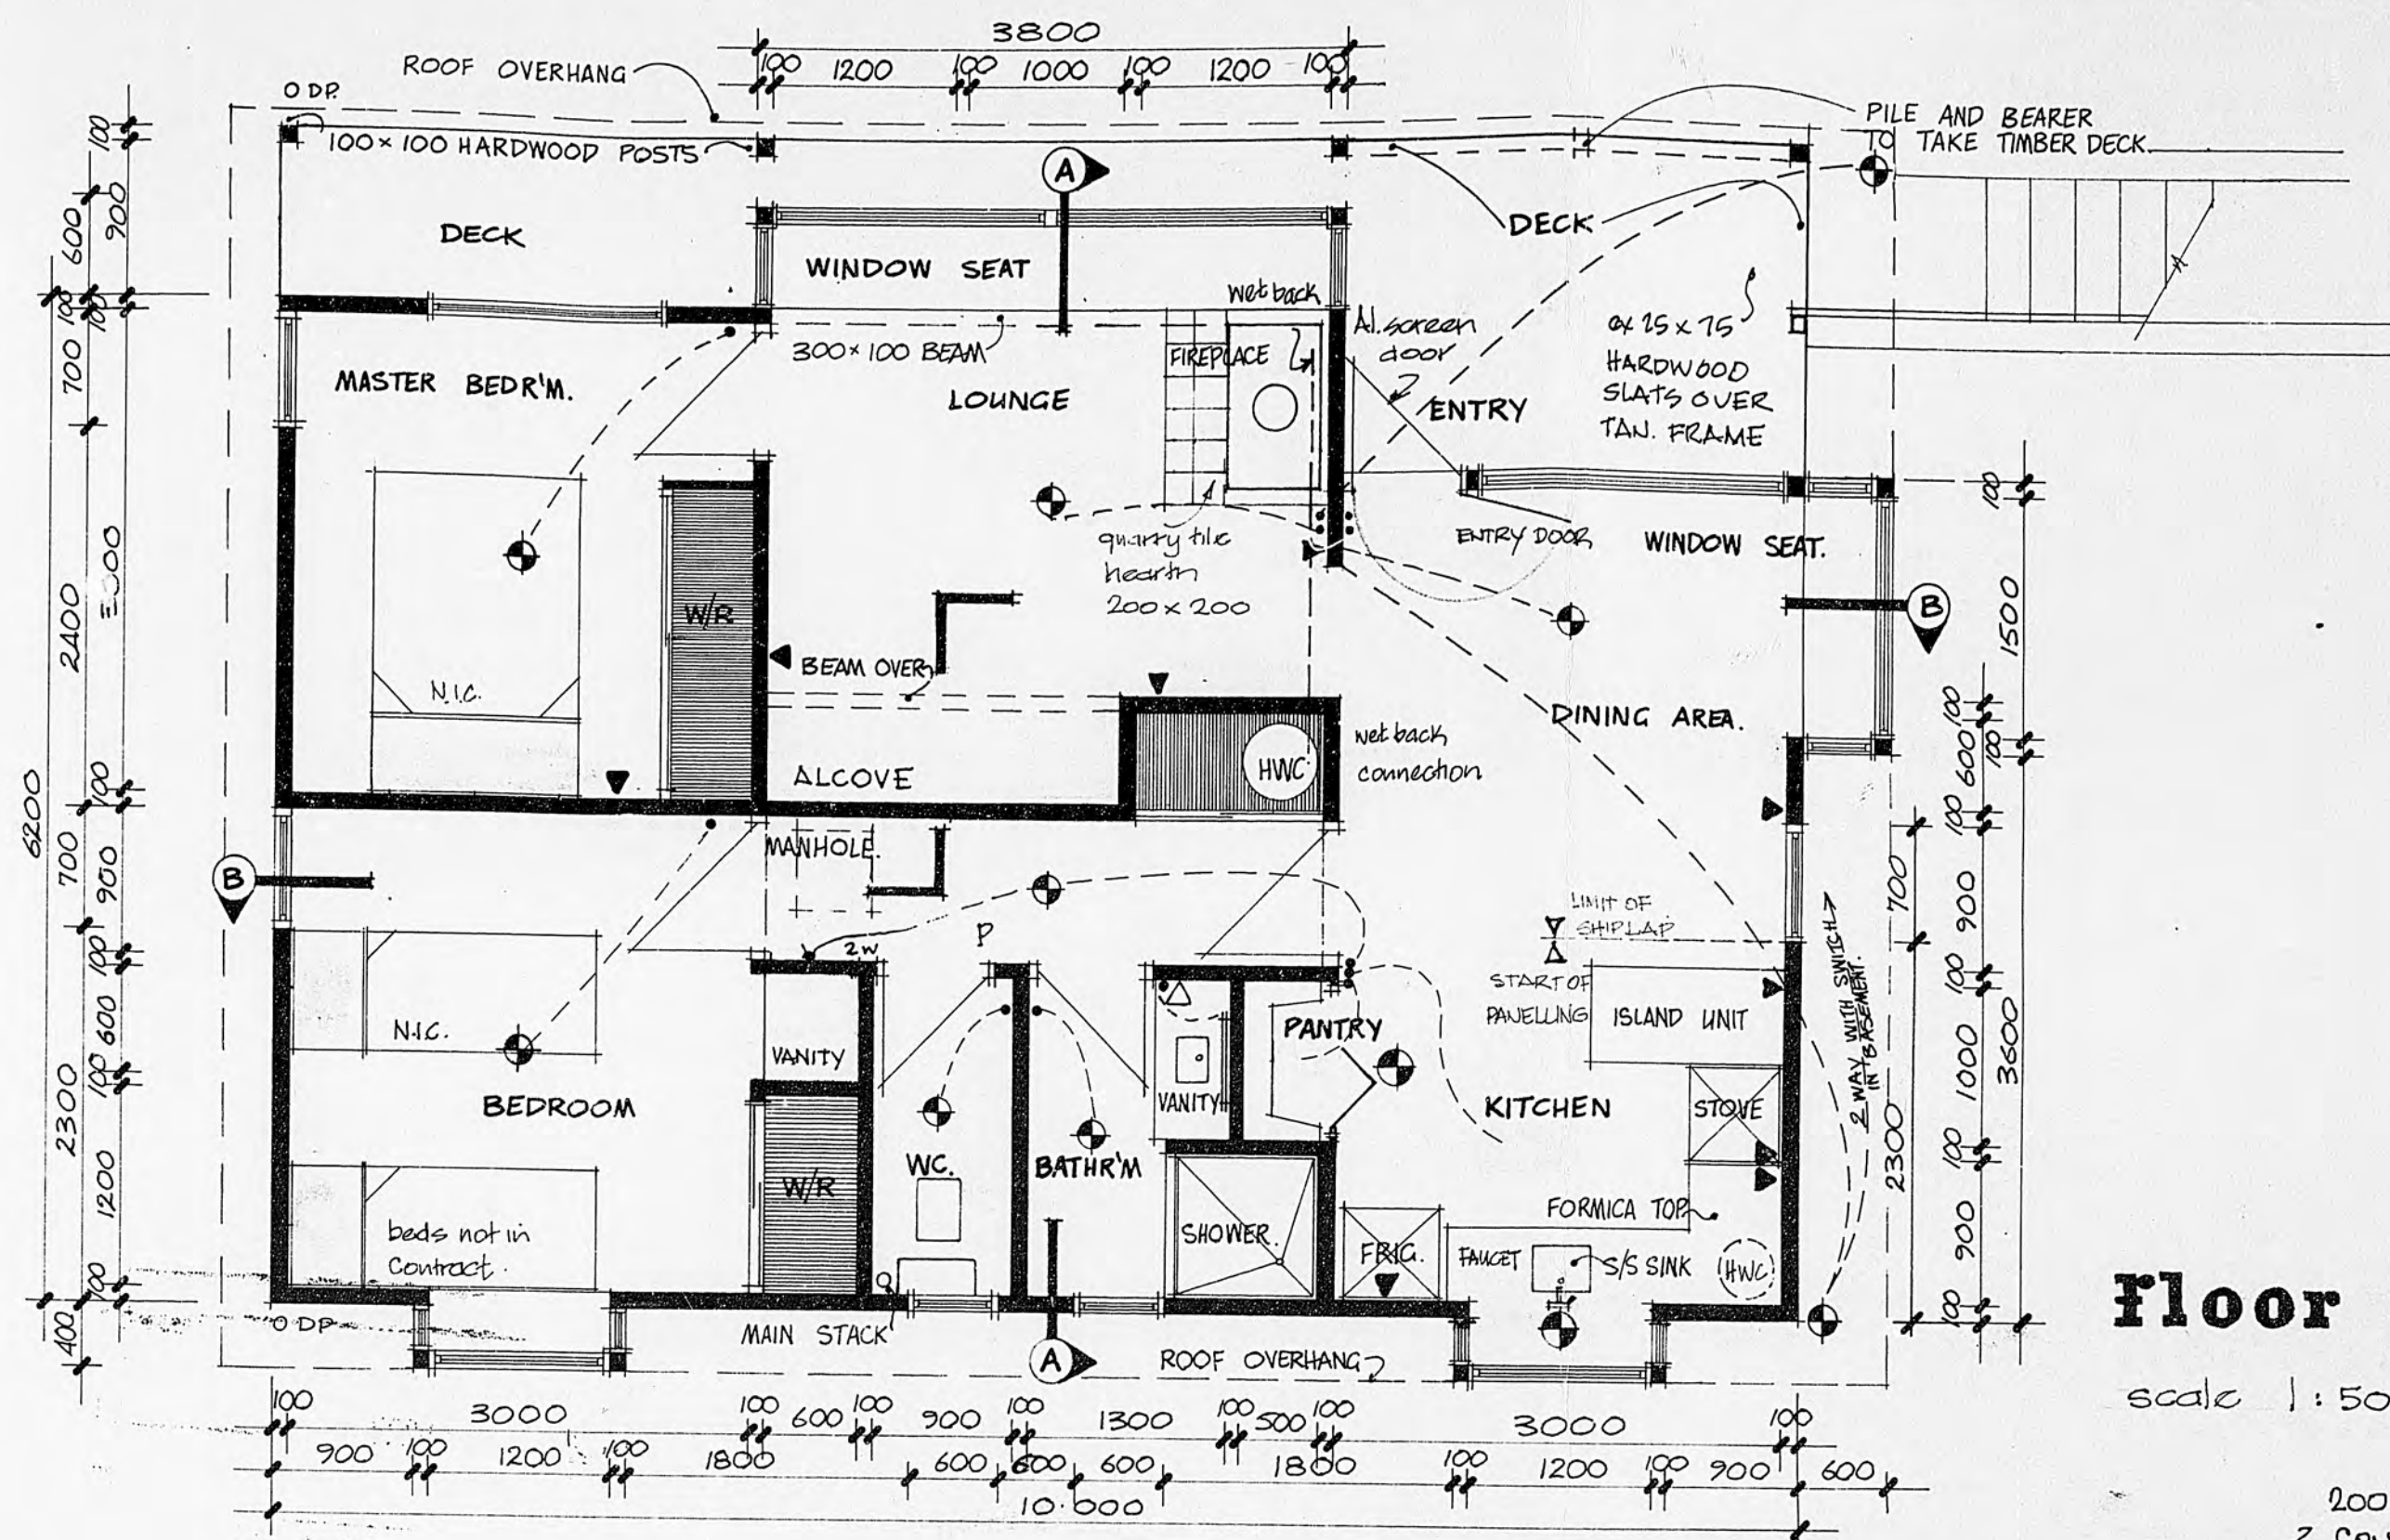 3800
100 1200 100 1000 100 1200 100
ROOF OVERHANG
O DP.
100×100 HARDWOOD POSTS
PILE AND BEARER
TO TAKE TIMBER DECK
A
DECK
WINDOW SEAT
DECK
wet back
300×100 BEAM
FIREPLACE
Al. screen
door
ex 25 x 75
HARDWOOD
SLATS OVER
TAN. FRAME
MASTER BEDR'M.
LOUNGE
ENTRY
quarry tile
hearth
200 x 200
ENTRY DOOR
WINDOW SEAT.
W/R
BEAM OVER
N.I.C.
B
DINING AREA.
ALCOVE
HWC
wet back
connection
MANHOLE.
B
2W
P
LIMIT OF
SHIPLAP
START OF
PANELLING
ISLAND UNIT
2 WAY WITH SWITCH
IN BASEMENT.
N.I.C.
VANITY
PANTRY
BEDROOM
VANITY
KITCHEN
STOVE
W/R
WC.
BATHR'M
FORMICA TOP
beds not in
Contract.
SHOWER.
FRIG.
FAUCET
S/S SINK
HWC
O DP
MAIN STACK
A
ROOF OVERHANG
100
900
600
100
100
700
3000
2400
100
6200
700
900
100
600
100
2300
1200
100
400
100
1500
100
600
100
100
700
900
100
3600
1000
2300
100
900
100
100 3000 100 600 100 900 100 1300 100 500 100 3000 100
900 100 1200 100 1800 600 600 600 1800 100 1200 100 900 600
10.000
floor
scale 1:50
200